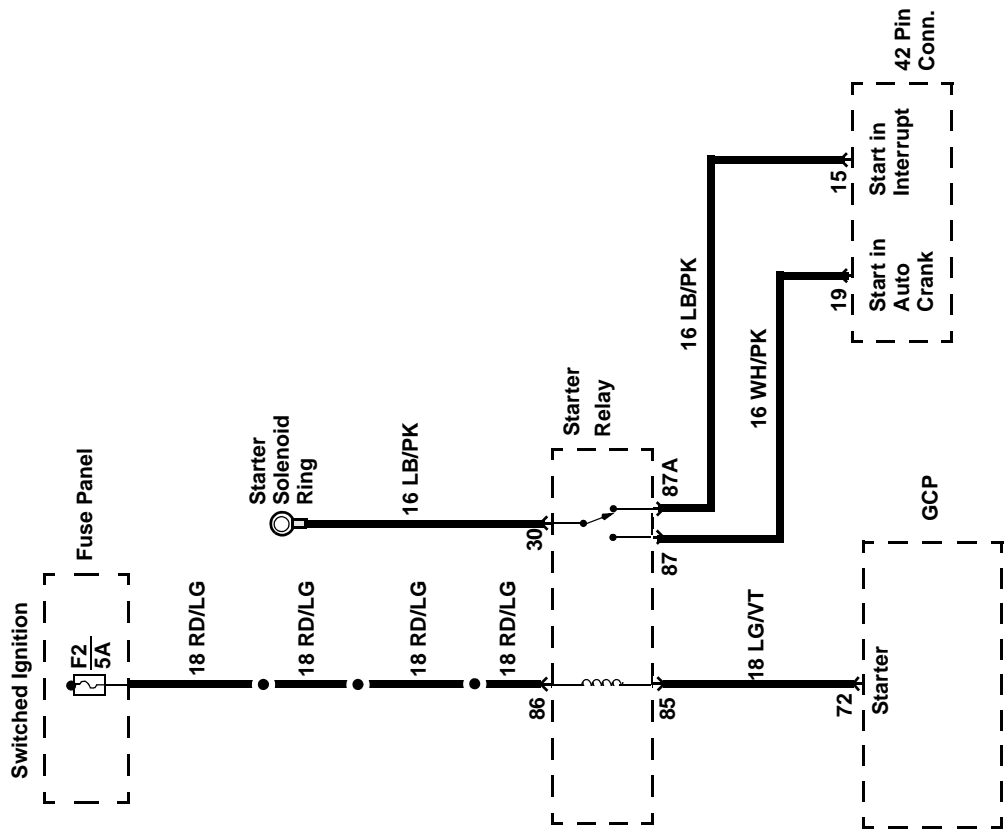 Switched Ignition
Fuse Panel
F2
5A
18 RD/LG
18 RD/LG
18 RD/LG
18 RD/LG
Starter
Solenoid
Ring
16 LB/PK
Starter
Relay
86
30
85
87
87A
18 LG/VT
16 WH/PK
16 LB/PK
72
Starter
GCP
19
15
Start in
Auto
Crank
Start in
Interrupt
42 Pin
Conn.